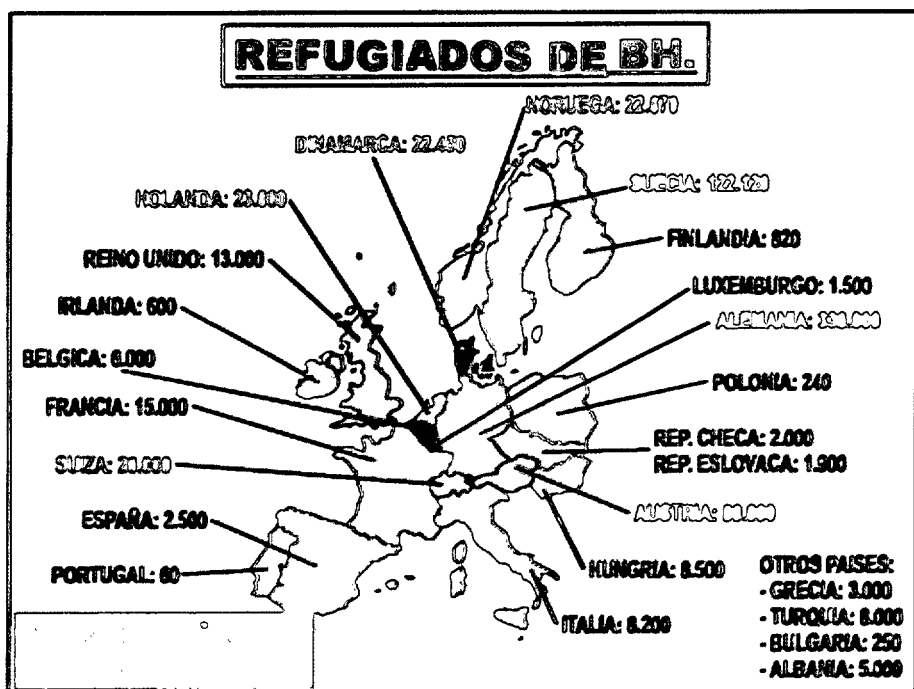 REFUGIADOS DE BH.
NORUEGA:
DINAMARCA:
SUECIA: 122.120
HOLANDA:
FINLANDIA: 820
REINO UNIDO: 13.000
LUXEMBURGO: 1.500
IRLANDA: 600
ALEMANIA:
BELGICA: 6.000
POLONIA: 240
FRANCIA: 15.000
REP. CHECA: 2.000
REP. ESLOVACA: 1.900
SUIZA:
AUSTRIA:
ESPAÑA: 2.500
HUNGRIA: 8.500
PORTUGAL: 60
ITALIA: 8.200
OTROS PAISES:
- GRECIA: 3.000
- TURQUIA: 8.000
- BULGARIA: 250
- ALBANIA: 5.000